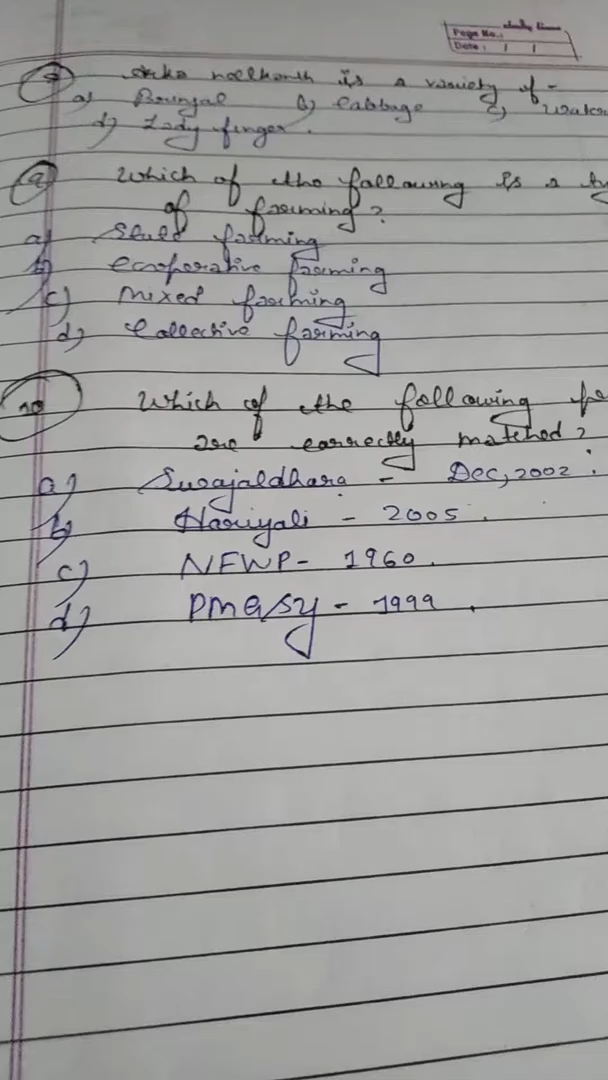 Page No.:
Date: / /
neelkanth is a variety of -
a) Brinjal b) Cabbage c)
d) Lady finger.
9 Which of the following is a
of farming?
a) farming
b) cooperative farming
c) mixed farming
d) Collective farming
10 Which of the following
are correctly matched?
a) Swajaldhara - Dec, 2002.
b) Hariyali - 2005.
c) NFWP - 1960.
d) PMGSY - 1999.